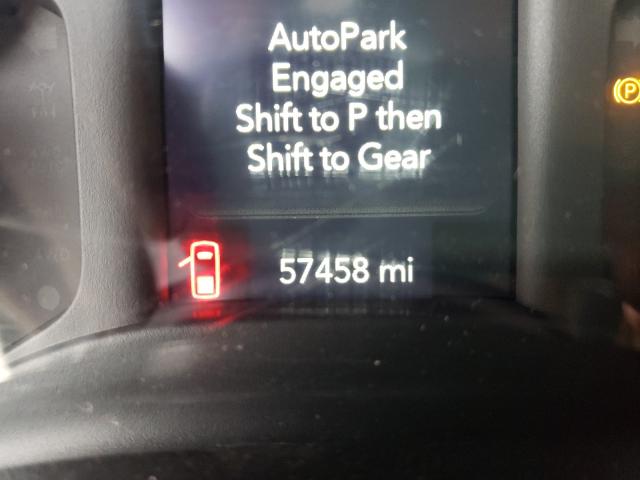 AutoPark
Engaged
Shift to P then
Shift to Gear
P
57458 mi